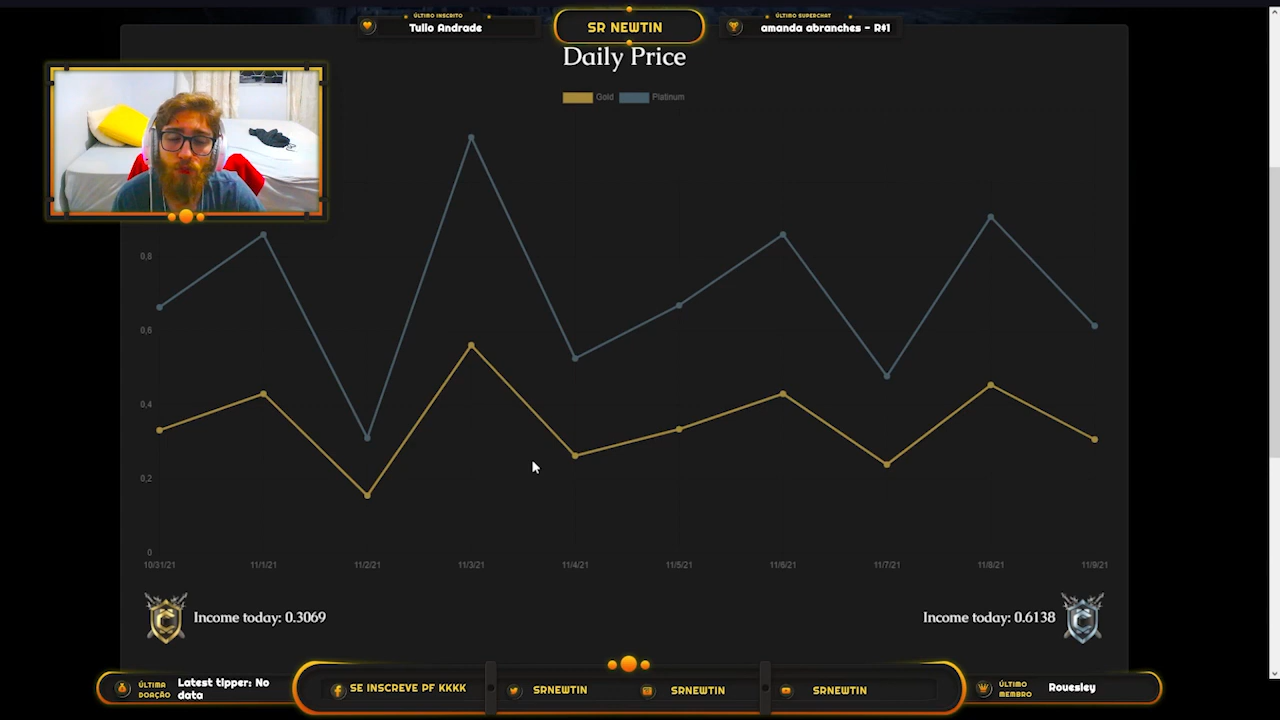 ÚLTIMO INSCRITO
Tulio Andrade
SR NEWTIN
ÚLTIMO SUPERCHAT
amanda abranches - R$1
Daily Price
Gold
Platinum
0,8
0,6
0,4
0,2
0
10/31/21
11/1/21
11/2/21
11/3/21
11/4/21
11/5/21
11/6/21
11/7/21
11/8/21
11/9/21
Income today: 0.3069
Income today: 0.6138
ÚLTIMA
DOAÇÃO
Latest tipper: No
data
SE INSCREVE PF KKKK
SRNEWTIN
SRNEWTIN
SRNEWTIN
ÚLTIMO
MEMBRO
Rouesley